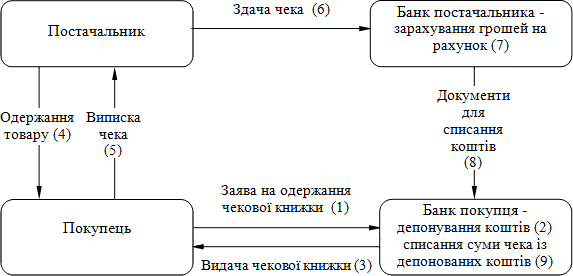 Постачальник
Здача чека (6)
Банк постачальника -
зарахування грошей на
рахунок (7)
Одержання
товару (4)
Виписка
чека
(5)
Документи
для
списання
коштів
(8)
Покупець
Заява на одержання
чекової книжки (1)
Видача чекової книжки (3)
Банк покупця -
депонування коштів (2)
списання суми чека із
депонованих коштів (9)